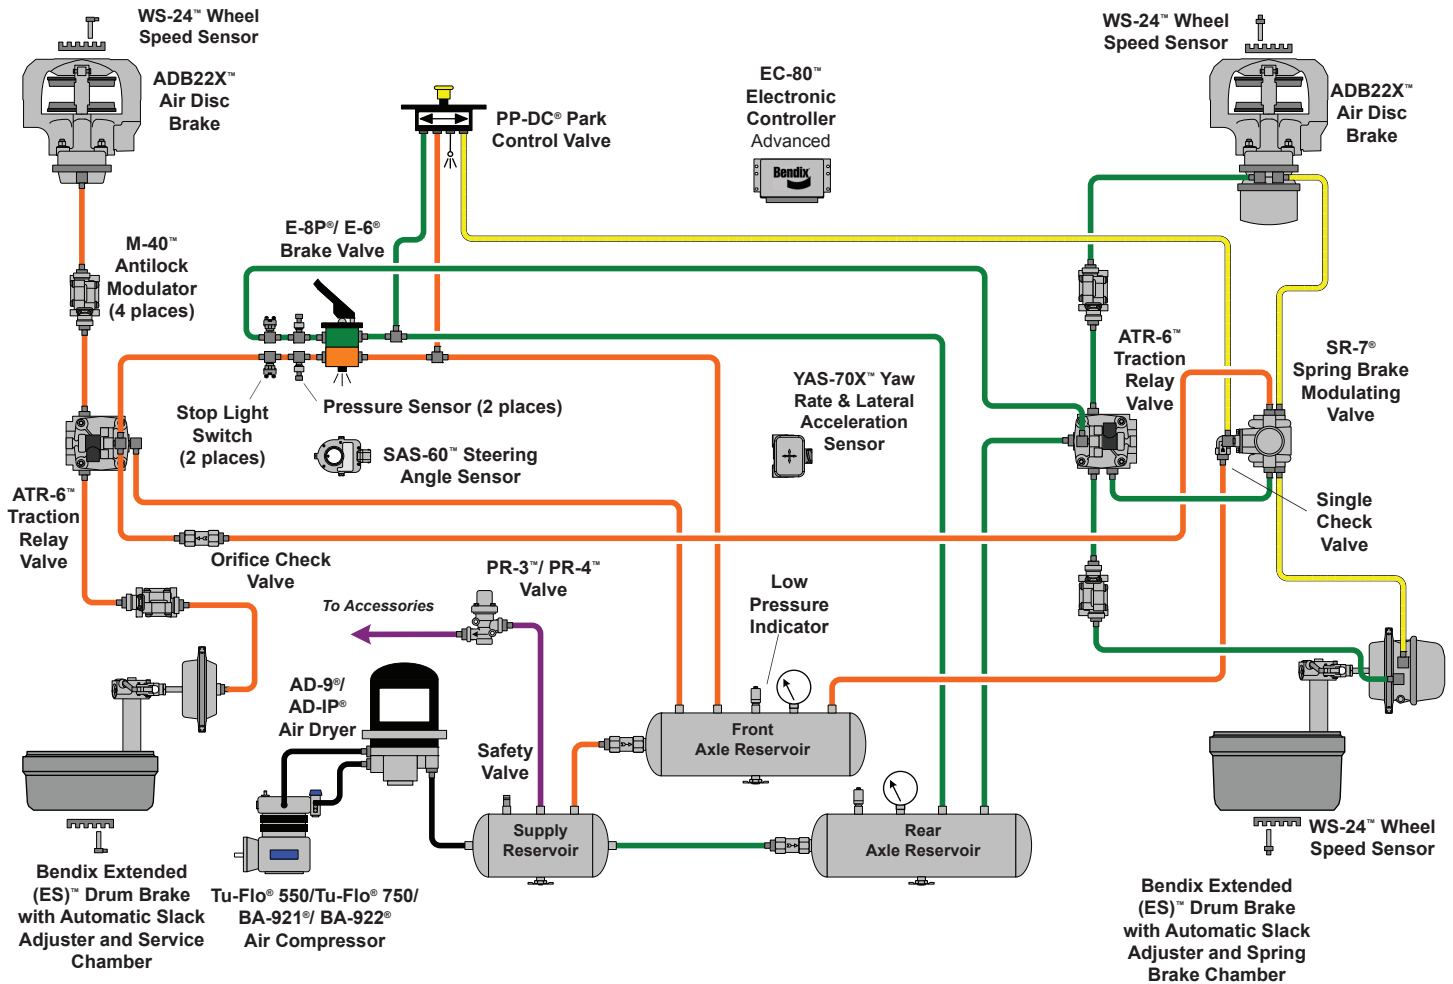 WS-24™ Wheel
Speed Sensor
ADB22X™
Air Disc
Brake
PP-DC® Park
Control Valve
EC-80™
Electronic
Controller
Advanced
Bendix
WS-24™ Wheel
Speed Sensor
ADB22X™
Air Disc
Brake
M-40™
Antilock
Modulator
(4 places)
E-8P®/ E-6®
Brake Valve
Stop Light
Switch
(2 places)
Pressure Sensor (2 places)
SAS-60™ Steering
Angle Sensor
YAS-70X™ Yaw
Rate & Lateral
Acceleration
Sensor
ATR-6™
Traction
Relay
Valve
SR-7®
Spring Brake
Modulating
Valve
Single
Check
Valve
ATR-6™
Traction
Relay
Valve
Orifice Check
Valve
PR-3™/ PR-4™
Valve
To Accessories
Low
Pressure
Indicator
AD-9®/
AD-IP®
Air Dryer
Safety
Valve
Front
Axle Reservoir
Supply
Reservoir
Rear
Axle Reservoir
Tu-Flo® 550/Tu-Flo® 750/
BA-921®/ BA-922®
Air Compressor
Bendix Extended
(ES)™ Drum Brake
with Automatic Slack
Adjuster and Service
Chamber
WS-24™ Wheel
Speed Sensor
Bendix Extended
(ES)™ Drum Brake
with Automatic Slack
Adjuster and Spring
Brake Chamber